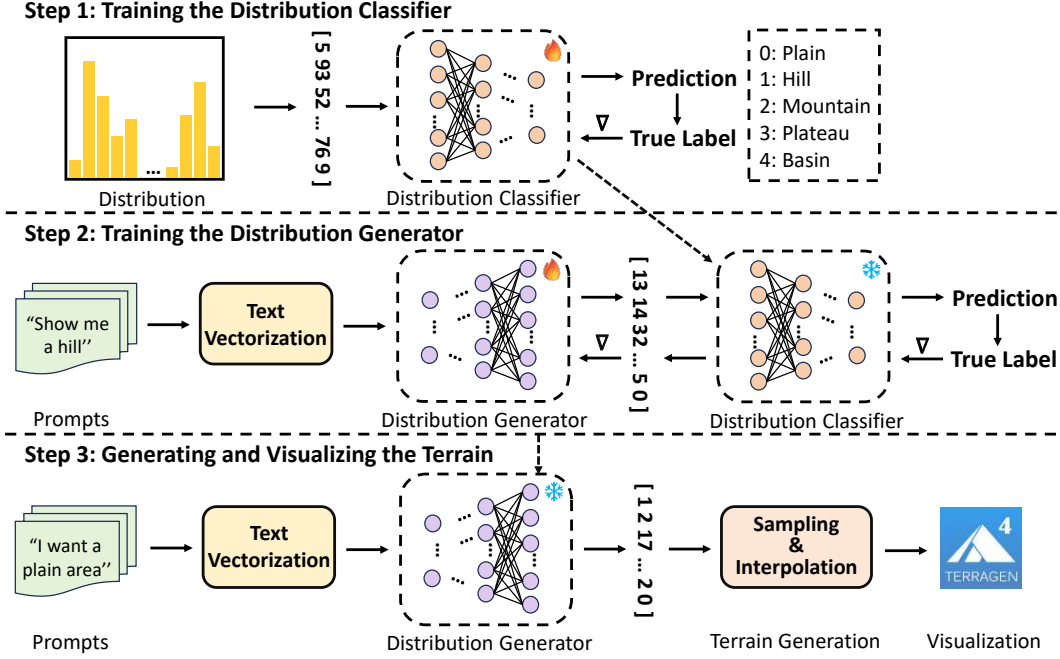 Step 1: Training the Distribution Classifier
[ 5 93 52 ... 76 9 ]
Prediction
∇
True Label
0: Plain
1: Hill
2: Mountain
3: Plateau
4: Basin
...
Distribution
Distribution Classifier
Step 2: Training the Distribution Generator
“Show me
a hill’’
Text
Vectorization
∇
[ 13 14 32 ... 5 0 ]
Prediction
∇
True Label
Prompts
Distribution Generator
Distribution Classifier
Step 3: Generating and Visualizing the Terrain
“I want a
plain area’’
Text
Vectorization
[ 1 2 17 ... 2 0 ]
Sampling
&
Interpolation
4
TERRAGEN
Prompts
Distribution Generator
Terrain Generation
Visualization